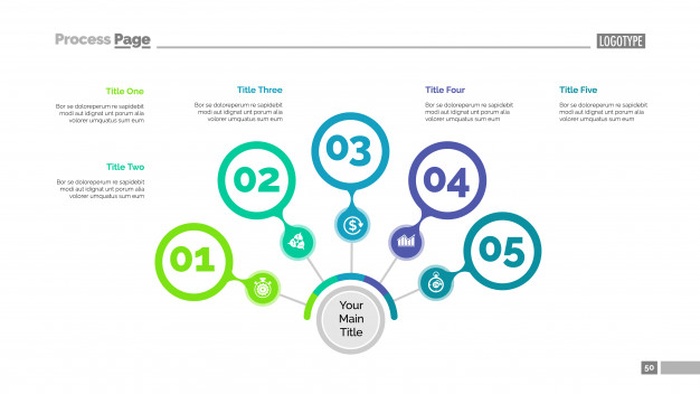 Process Page
LOGOTYPE
Title One
Bor se doloreperum re sapidebit
modi aut idignat unt porum alia
volorer umquatus sum eum
Title Two
Bor se doloreperum re sapidebit
modi aut idignat unt porum alia
volorer umquatus sum eum
Title Three
Bor se doloreperum re sapidebit
modi aut idignat unt porum alia
volorer umquatus sum eum
Title Four
Bor se doloreperum re sapidebit
modi aut idignat unt porum alia
volorer umquatus sum eum
Title Five
Bor se doloreperum re sapidebit
modi aut idignat unt porum alia
volorer umquatus sum eum
01
02
03
04
05
Your
Main
Title
50